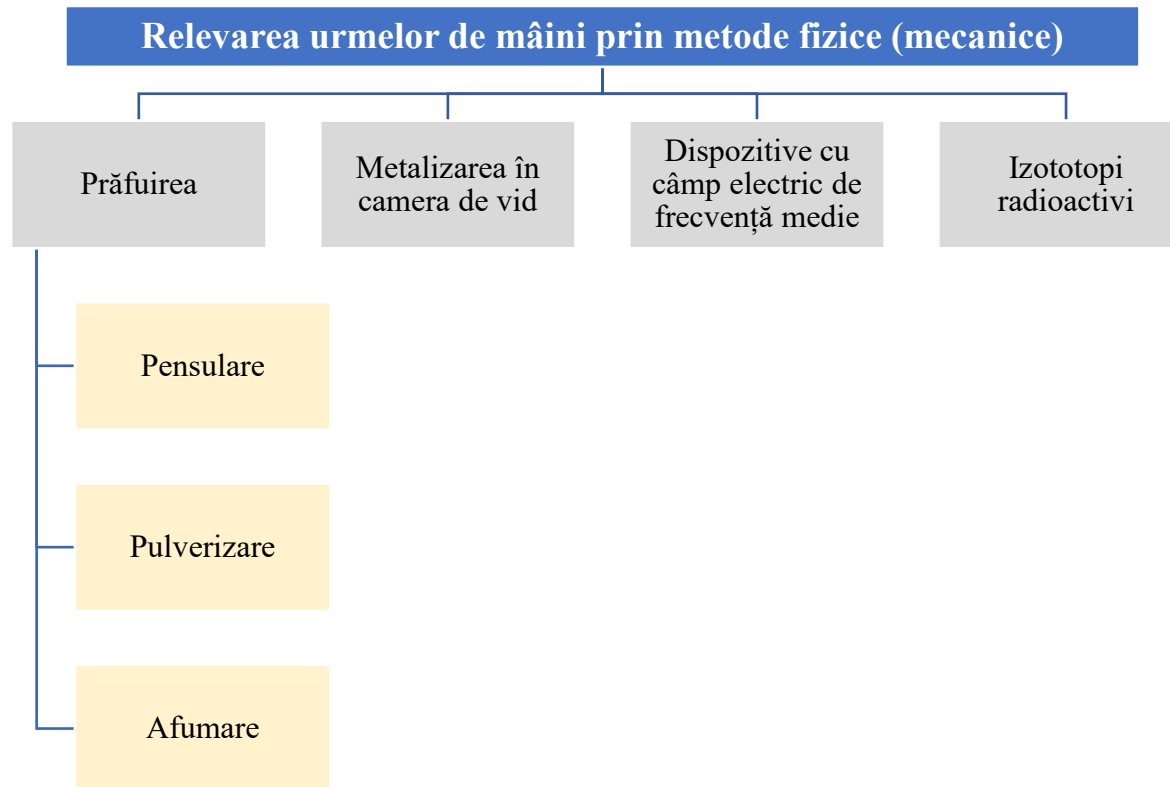 Relevarea urmelor de mâini prin metode fizice (mecanice)
Prăfuirea
Metalizarea în
camera de vid
Dispozitive cu
câmp electric de
frecvență medie
Izototopi
radioactivi
Pensulare
Pulverizare
Afumare